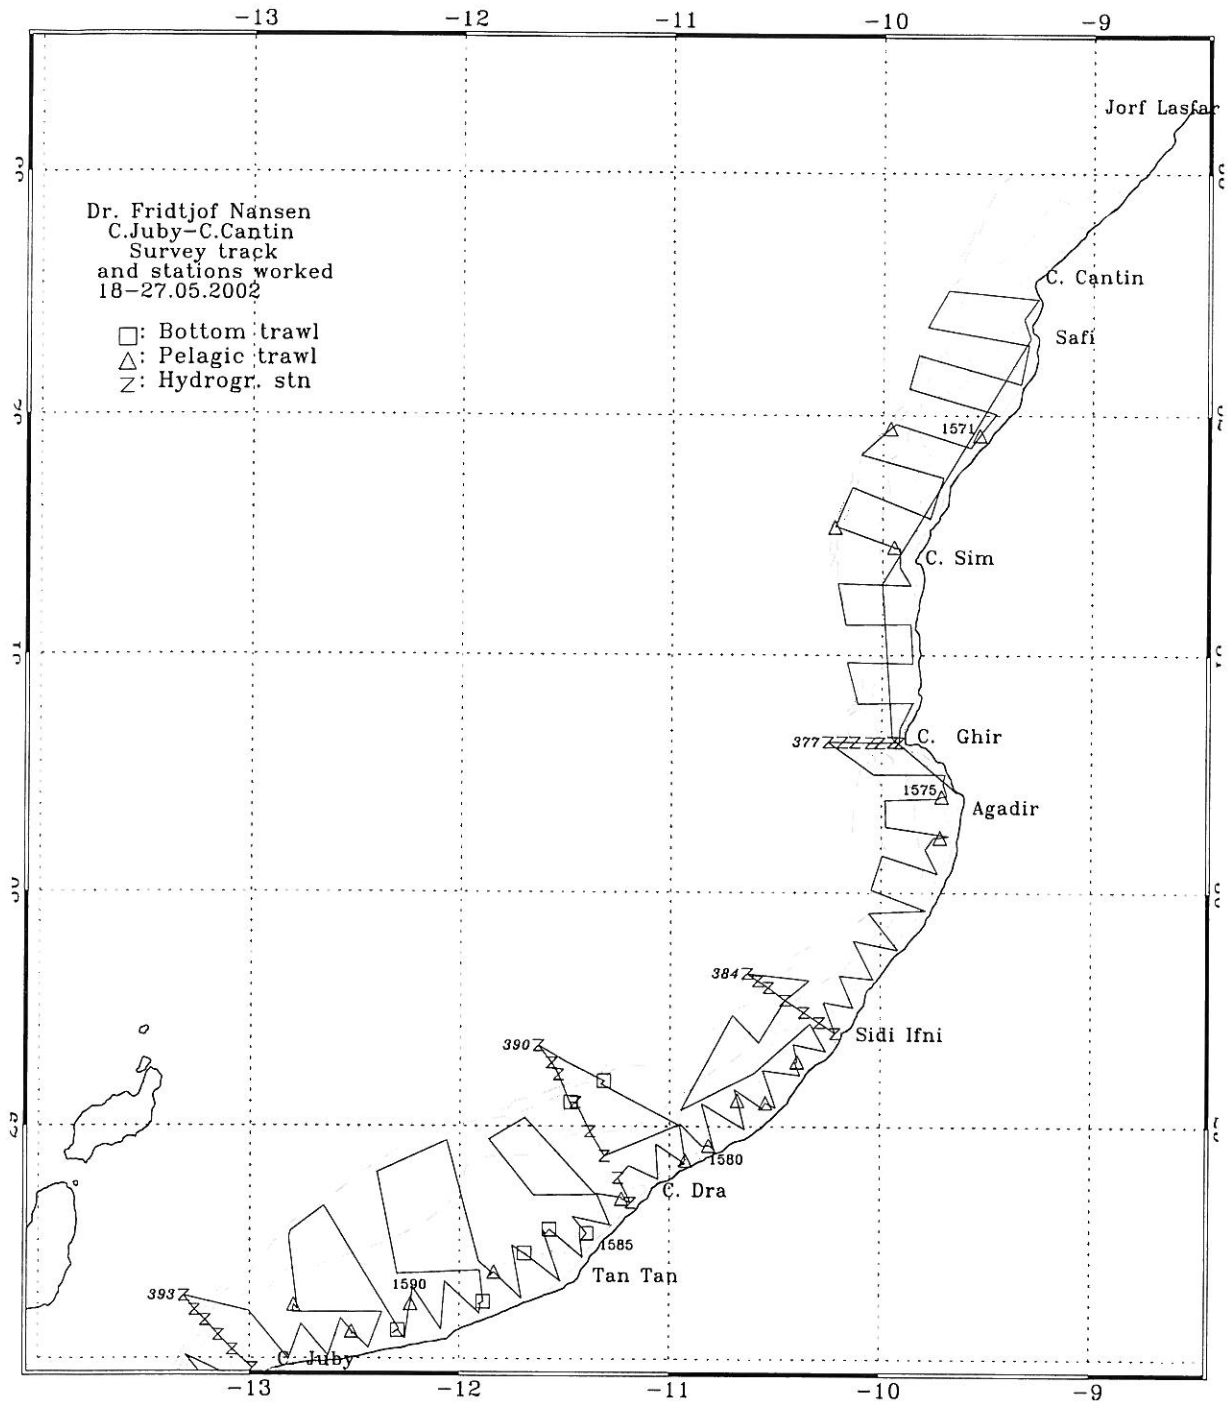 -13 -12 -11 -10 -9
Jorf Lasfar
Dr. Fridtjof Nansen
C.Juby-C.Cantin
Survey track
and stations worked
18-27.05.2002
□: Bottom trawl
△: Pelagic trawl
Z: Hydrogr. stn
C. Cantin
Safi
1571
C. Sim
377
C. Ghir
1575
Agadir
384
Sidi Ifni
390
1580
C. Dra
1585
Tan Tan
1590
393
C. Juby
-13 -12 -11 -10 -9